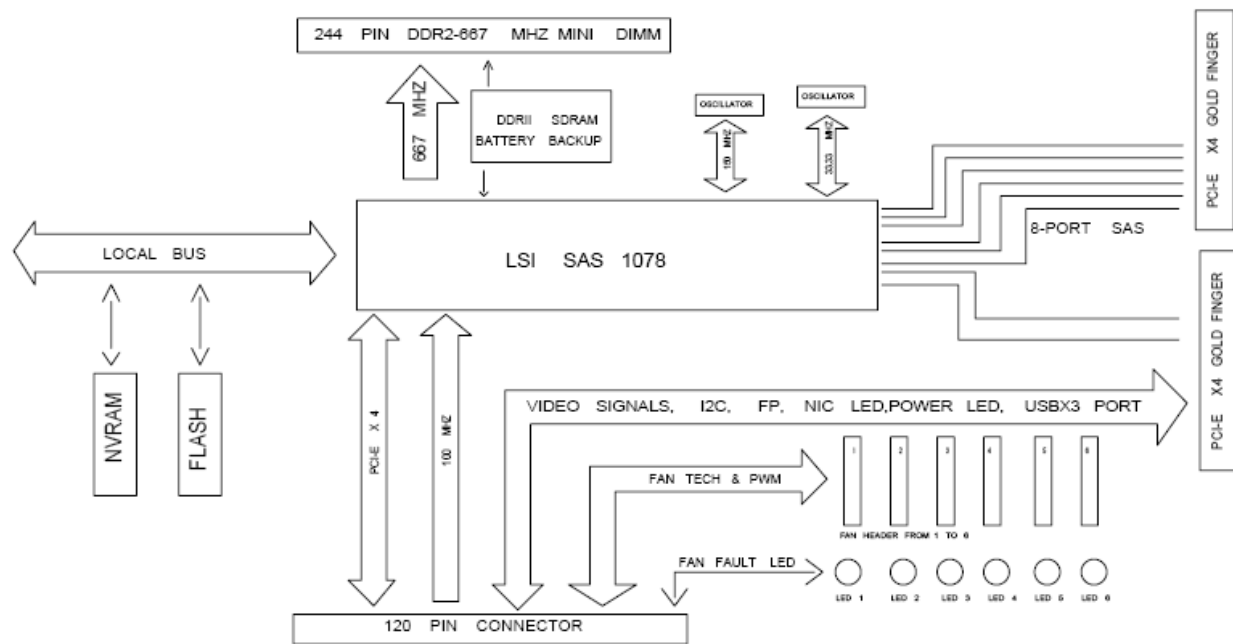 244 PIN DDR2-667 MHZ MINI DIMM
667 MHZ
DDRII SDRAM
BATTERY BACKUP
OSCILLATOR
OSCILLATOR
150 MHZ
33.33 MHZ
PCI-E X4 GOLD FINGER
8-PORT SAS
LOCAL BUS
LSI SAS 1078
NVRAM
FLASH
PCI-E X 4
100 MHZ
VIDEO SIGNALS, I2C, FP, NIC LED,POWER LED, USBX3 PORT
PCI-E X4 GOLD FINGER
FAN TECH & PWM
1 2 3 4 5 6
FAN HEADER FROM 1 TO 6
FAN FAULT LED
LED 1 LED 2 LED 3 LED 4 LED 5 LED 6
120 PIN CONNECTOR